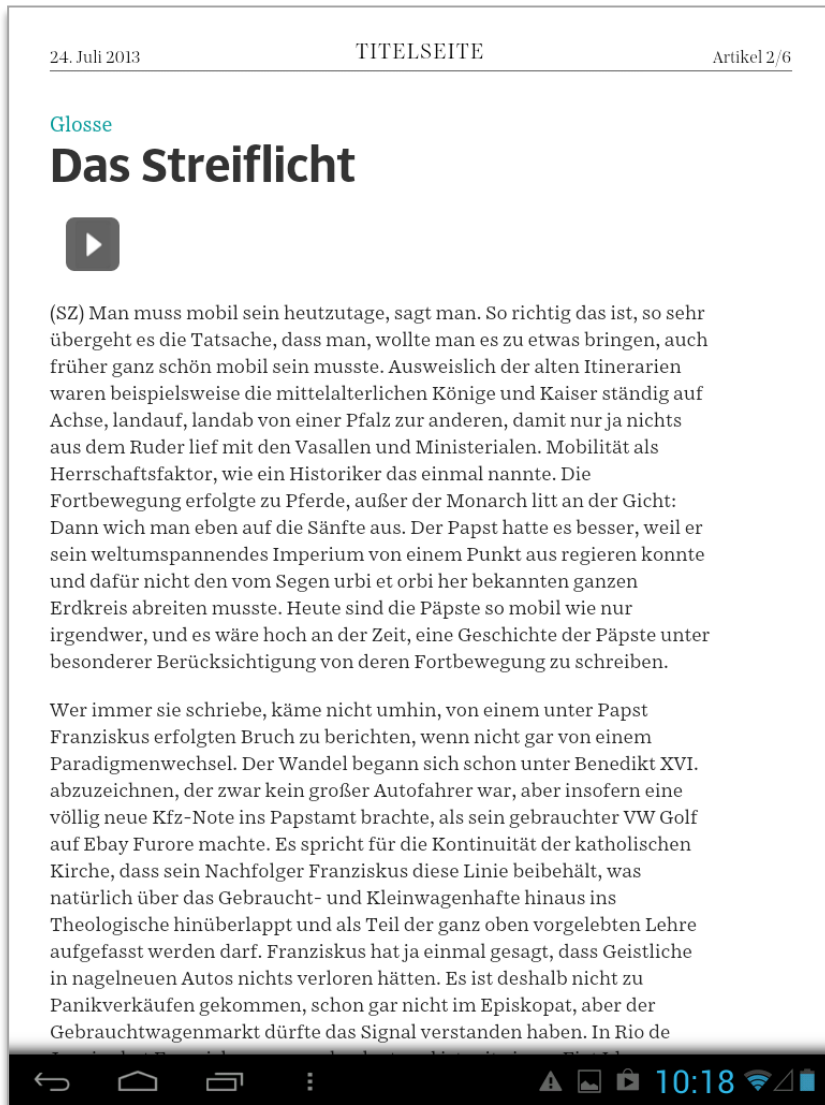 24. Juli 2013 TITELSEITE Artikel 2/6
Glosse
Das Streiflicht
(SZ) Man muss mobil sein heutzutage, sagt man. So richtig das ist, so sehr
übergeht es die Tatsache, dass man, wollte man es zu etwas bringen, auch
früher ganz schön mobil sein musste. Ausweislich der alten Itinerarien
waren beispielsweise die mittelalterlichen Könige und Kaiser ständig auf
Achse, landauf, landab von einer Pfalz zur anderen, damit nur ja nichts
aus dem Ruder lief mit den Vasallen und Ministerialen. Mobilität als
Herrschaftsfaktor, wie ein Historiker das einmal nannte. Die
Fortbewegung erfolgte zu Pferde, außer der Monarch litt an der Gicht:
Dann wich man eben auf die Sänfte aus. Der Papst hatte es besser, weil er
sein weltumspannendes Imperium von einem Punkt aus regieren konnte
und dafür nicht den vom Segen urbi et orbi her bekannten ganzen
Erdkreis abreiten musste. Heute sind die Päpste so mobil wie nur
irgendwer, und es wäre hoch an der Zeit, eine Geschichte der Päpste unter
besonderer Berücksichtigung von deren Fortbewegung zu schreiben.
Wer immer sie schriebe, käme nicht umhin, von einem unter Papst
Franziskus erfolgten Bruch zu berichten, wenn nicht gar von einem
Paradigmenwechsel. Der Wandel begann sich schon unter Benedikt XVI.
abzuzeichnen, der zwar kein großer Autofahrer war, aber insofern eine
völlig neue Kfz-Note ins Papstamt brachte, als sein gebrauchter VW Golf
auf Ebay Furore machte. Es spricht für die Kontinuität der katholischen
Kirche, dass sein Nachfolger Franziskus diese Linie beibehält, was
natürlich über das Gebraucht- und Kleinwagenhafte hinaus ins
Theologische hinüberlappt und als Teil der ganz oben vorgelebten Lehre
aufgefasst werden darf. Franziskus hat ja einmal gesagt, dass Geistliche
in nagelneuen Autos nichts verloren hätten. Es ist deshalb nicht zu
Panikverkäufen gekommen, schon gar nicht im Episkopat, aber der
Gebrauchtwagenmarkt dürfte das Signal verstanden haben. In Rio de
10:18